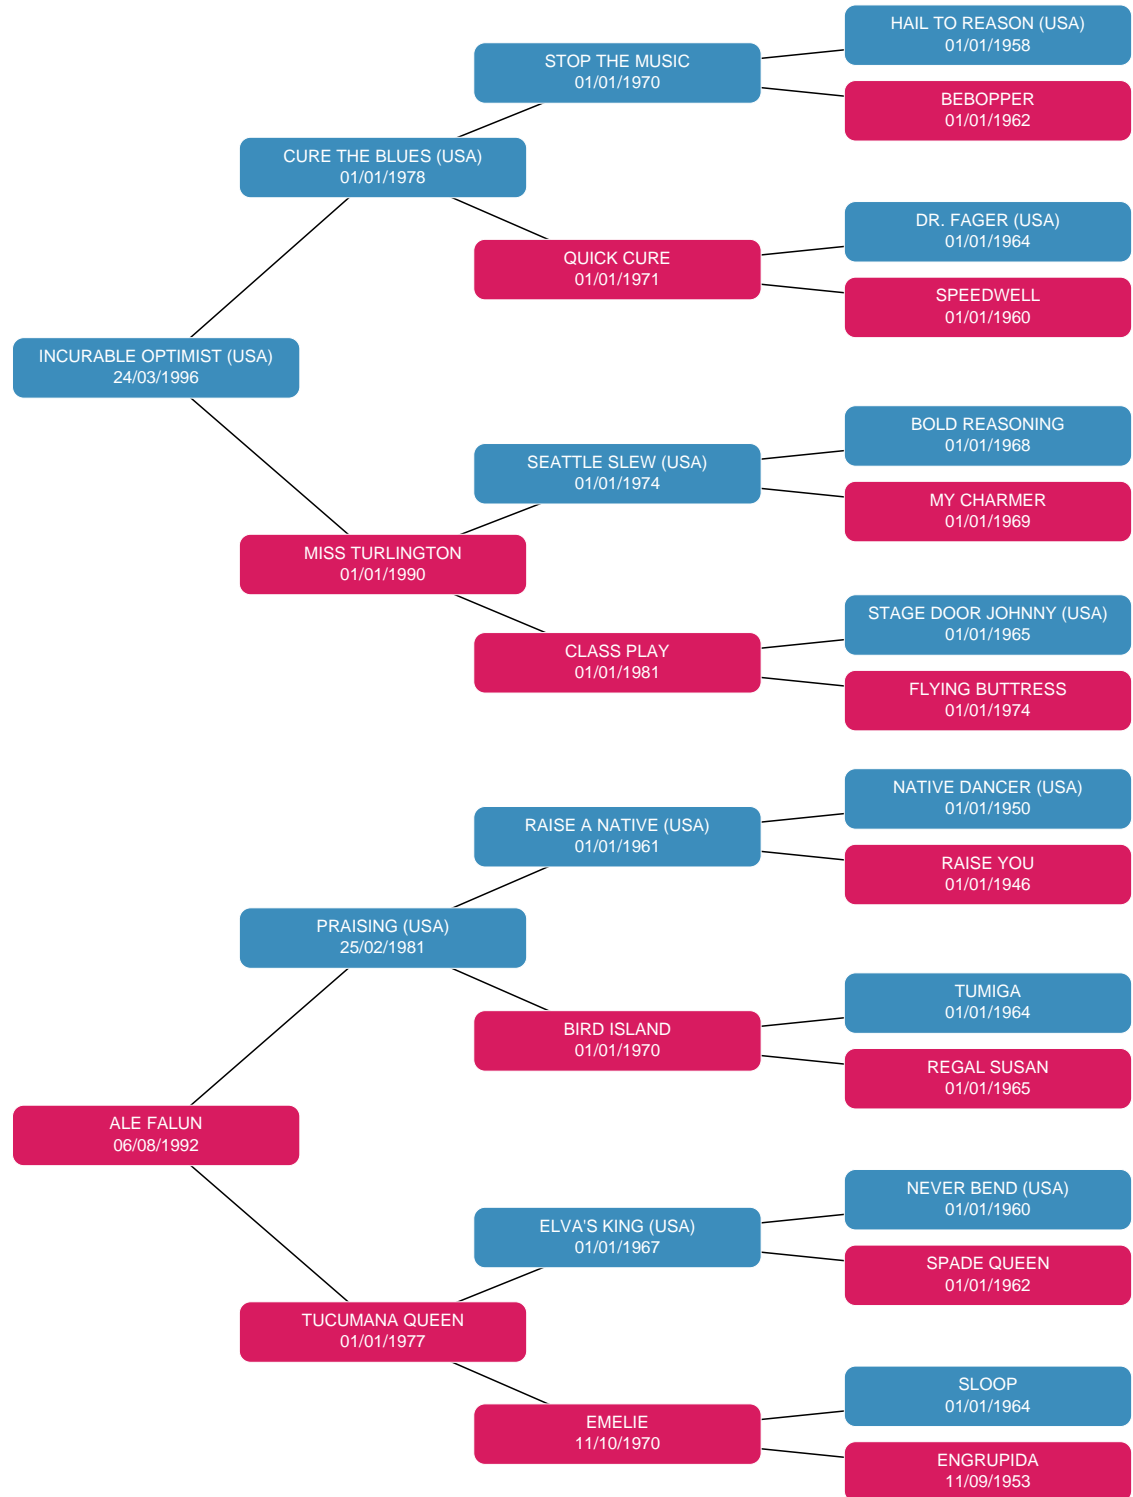 HAIL TO REASON (USA)
01/01/1958
STOP THE MUSIC
01/01/1970
BEBOPPER
01/01/1962
CURE THE BLUES (USA)
01/01/1978
DR. FAGER (USA)
01/01/1964
QUICK CURE
01/01/1971
SPEEDWELL
01/01/1960
INCURABLE OPTIMIST (USA)
24/03/1996
BOLD REASONING
01/01/1968
SEATTLE SLEW (USA)
01/01/1974
MY CHARMER
01/01/1969
MISS TURLINGTON
01/01/1990
STAGE DOOR JOHNNY (USA)
01/01/1965
CLASS PLAY
01/01/1981
FLYING BUTTRESS
01/01/1974
NATIVE DANCER (USA)
01/01/1950
RAISE A NATIVE (USA)
01/01/1961
RAISE YOU
01/01/1946
PRAISING (USA)
25/02/1981
TUMIGA
01/01/1964
BIRD ISLAND
01/01/1970
REGAL SUSAN
01/01/1965
ALE FALUN
06/08/1992
NEVER BEND (USA)
01/01/1960
ELVA'S KING (USA)
01/01/1967
SPADE QUEEN
01/01/1962
TUCUMANA QUEEN
01/01/1977
SLOOP
01/01/1964
EMELIE
11/10/1970
ENGRUPIDA
11/09/1953